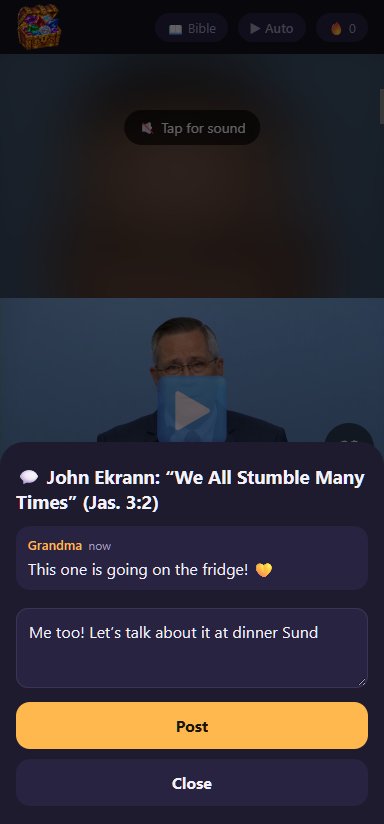 Bible
Auto
0
Tap for sound
John Ekrann: “We All Stumble Many
Times” (Jas. 3:2)
Grandma now
This one is going on the fridge! 🧡
Me too! Let’s talk about it at dinner Sund
Post
Close